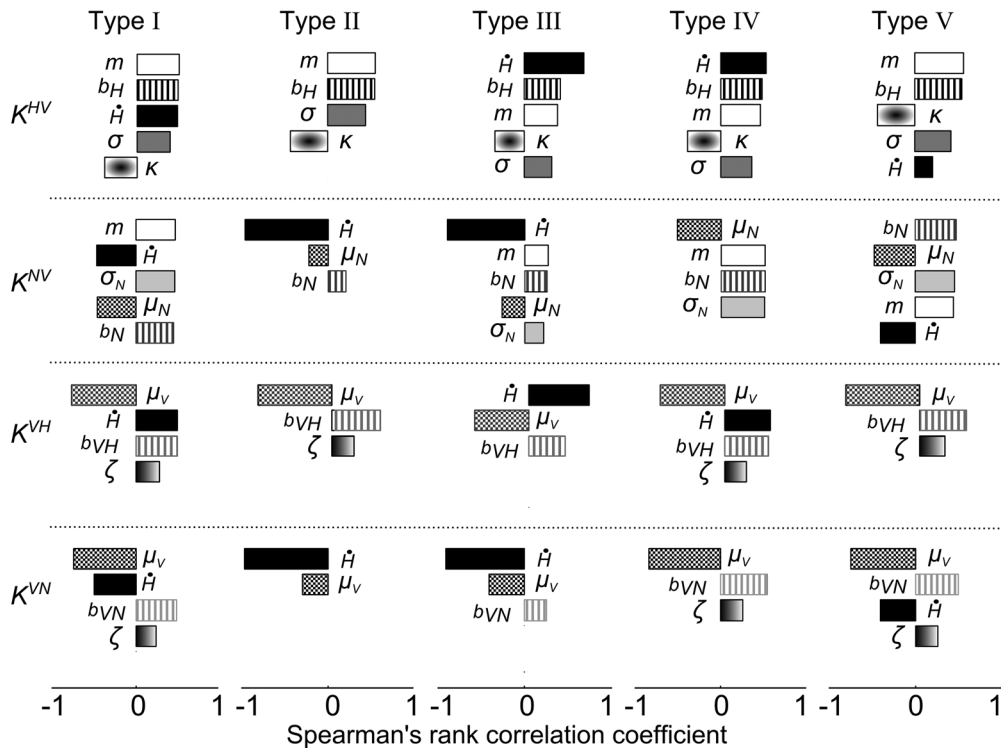 Type I Type II Type III Type IV Type V
K^HV
m
b_H
Ḣ
σ
κ
m
b_H
σ
κ
Ḣ
b_H
m
κ
σ
Ḣ
b_H
m
κ
σ
m
b_H
κ
σ
Ḣ
K^NV
m
Ḣ
σ_N
μ_N
b_N
Ḣ
μ_N
b_N
Ḣ
m
b_N
μ_N
σ_N
μ_N
m
b_N
σ_N
b_N
μ_N
σ_N
m
Ḣ
K^VH
μ_v
Ḣ
b_VH
ζ
μ_v
b_VH
ζ
Ḣ
μ_v
b_VH
μ_v
Ḣ
b_VH
ζ
μ_v
b_VH
ζ
K^VN
μ_v
Ḣ
b_VN
ζ
Ḣ
μ_v
Ḣ
μ_v
b_VN
μ_v
b_VN
ζ
μ_v
b_VN
Ḣ
ζ
-1 0 1 -1 0 1 -1 0 1 -1 0 1 -1 0 1
Spearman's rank correlation coefficient